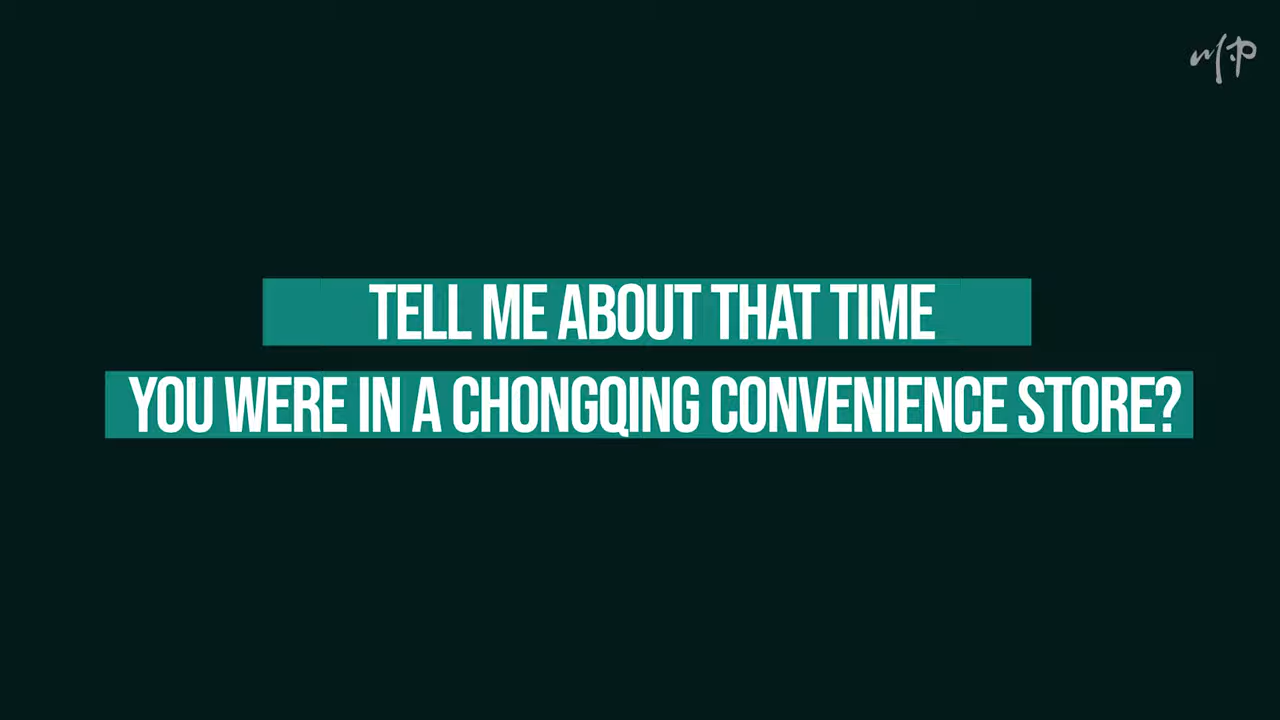 TELL ME ABOUT THAT TIME
YOU WERE IN A CHONGQING CONVENIENCE STORE?